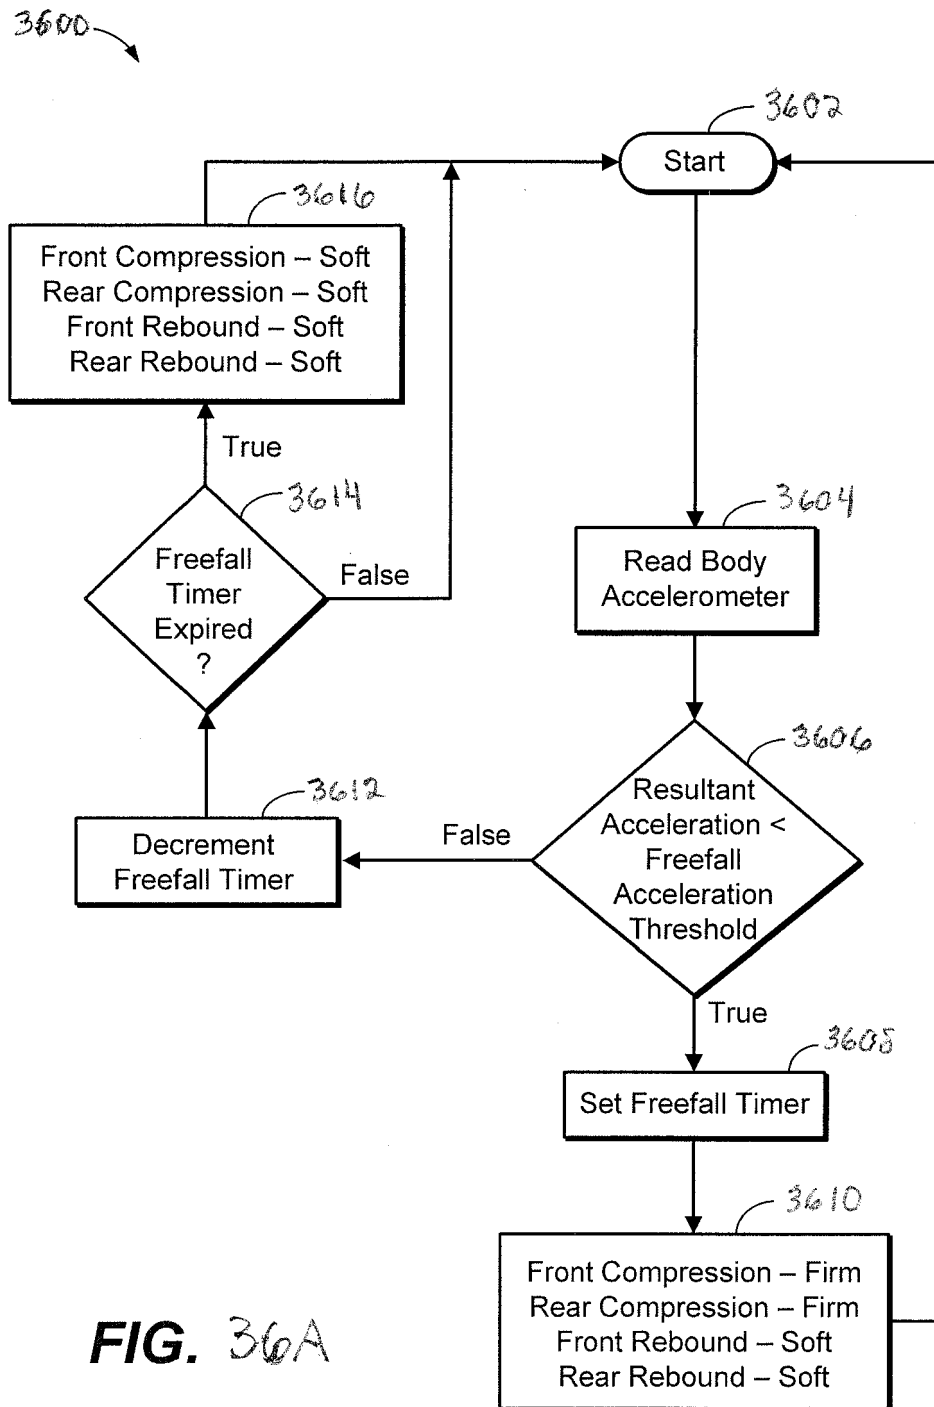 3600
3602
Start
3616
Front Compression – Soft
Rear Compression – Soft
Front Rebound – Soft
Rear Rebound – Soft
True
3614
Freefall
Timer
Expired
?
False
3604
Read Body
Accelerometer
3606
Resultant
Acceleration <
Freefall
Acceleration
Threshold
3612
Decrement
Freefall Timer
False
True
3608
Set Freefall Timer
3610
Front Compression – Firm
Rear Compression – Firm
Front Rebound – Soft
Rear Rebound – Soft
FIG. 36A